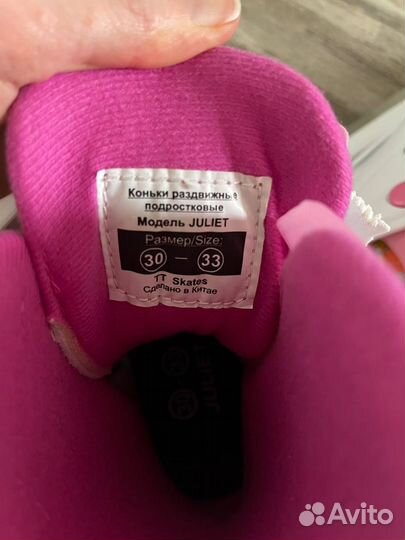 Коньки раздвижные
подростковые
Модель JULIET
Размер/Size:
30 — 33
TT Skates
Сделано в Китае
JULIET
Avito